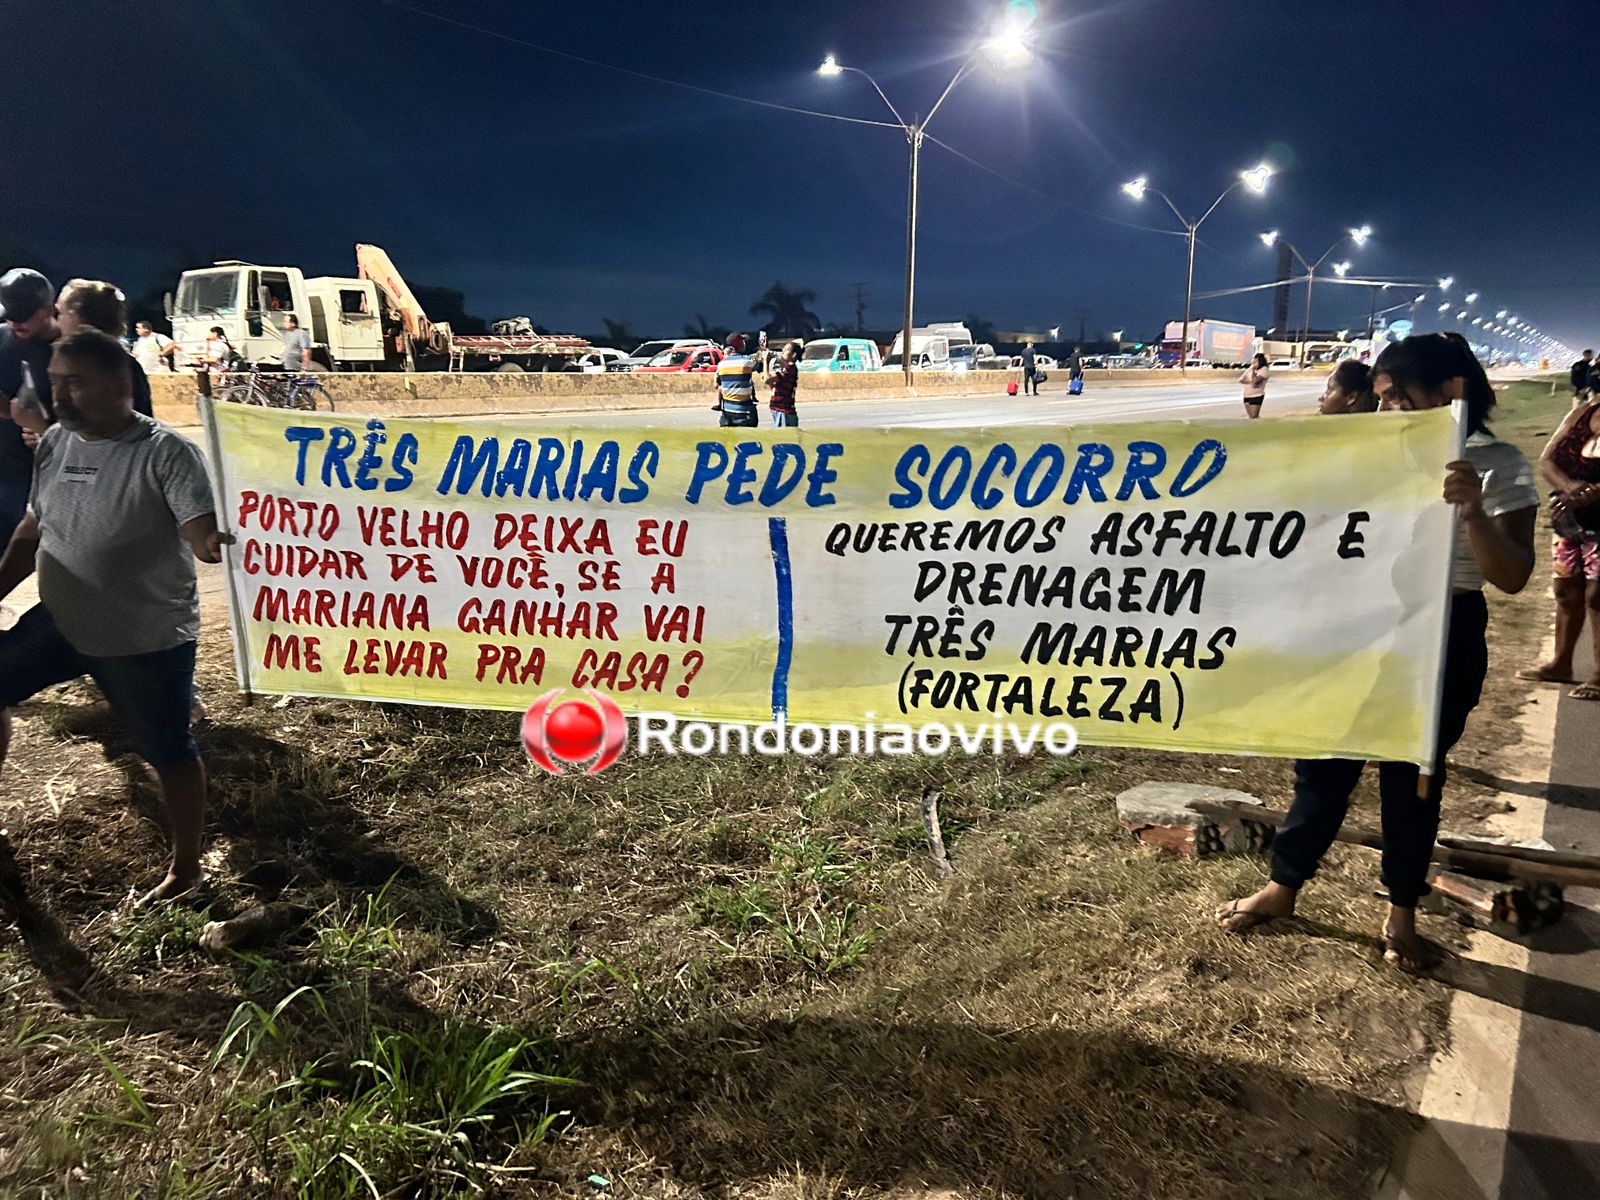 TRÊS MARIAS PEDE SOCORRO
PORTO VELHO DEIXA EU
CUIDAR DE VOCÊ, SE A
MARIANA GANHAR VAI
ME LEVAR PRA CASA?
QUEREMOS ASFALTO E
DRENAGEM
TRÊS MARIAS
(FORTALEZA)
Rondoniaovivo
SELECT